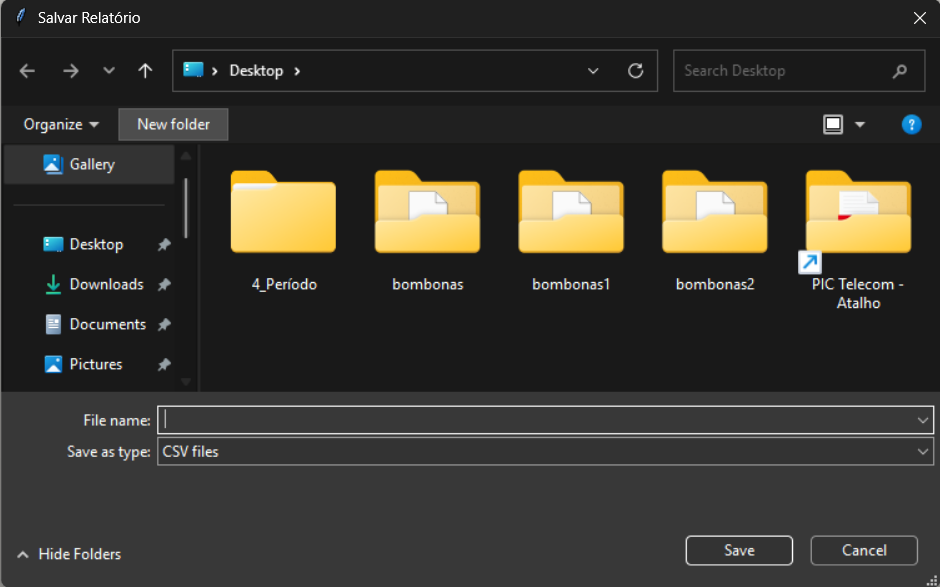 Salvar Relatório
Desktop
Search Desktop
Organize
New folder
?
Gallery
Desktop
Downloads
Documents
Pictures
4_Período
bombonas
bombonas1
bombonas2
PIC Telecom -
Atalho
File name:
Save as type: CSV files
Hide Folders
Save
Cancel